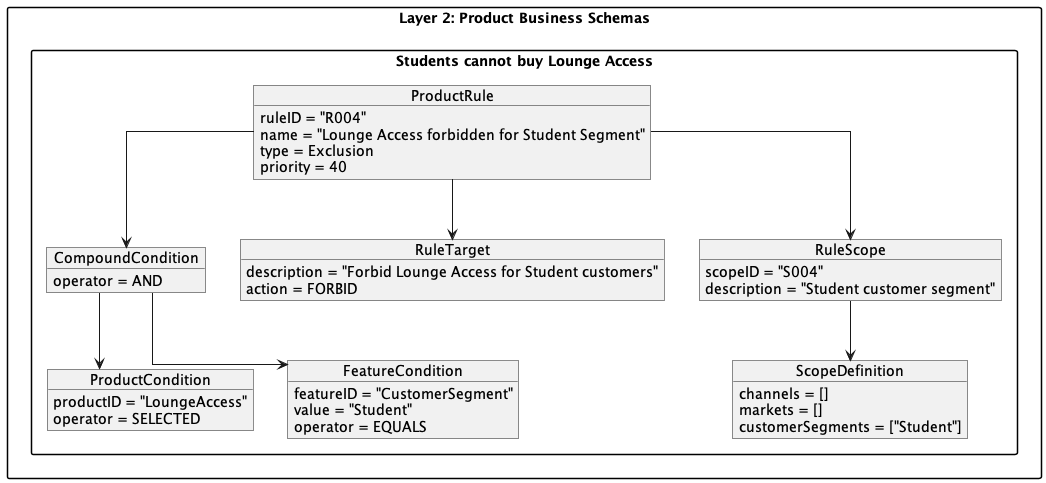 Layer 2: Product Business Schemas
Students cannot buy Lounge Access
ProductRule
ruleID = "R004"
name = "Lounge Access forbidden for Student Segment"
type = Exclusion
priority = 40
CompoundCondition
operator = AND
RuleTarget
description = "Forbid Lounge Access for Student customers"
action = FORBID
RuleScope
scopeID = "S004"
description = "Student customer segment"
ProductCondition
productID = "LoungeAccess"
operator = SELECTED
FeatureCondition
featureID = "CustomerSegment"
value = "Student"
operator = EQUALS
ScopeDefinition
channels = []
markets = []
customerSegments = ["Student"]